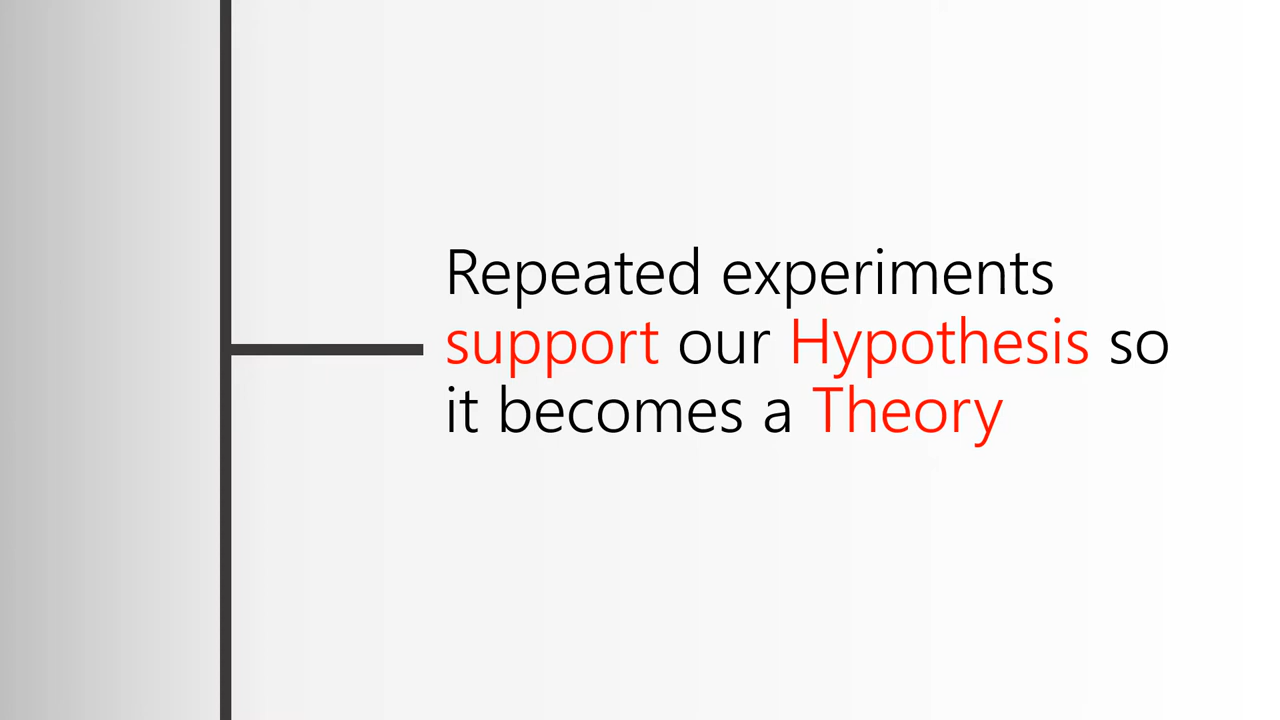 Repeated experiments
support our Hypothesis so
it becomes a Theory